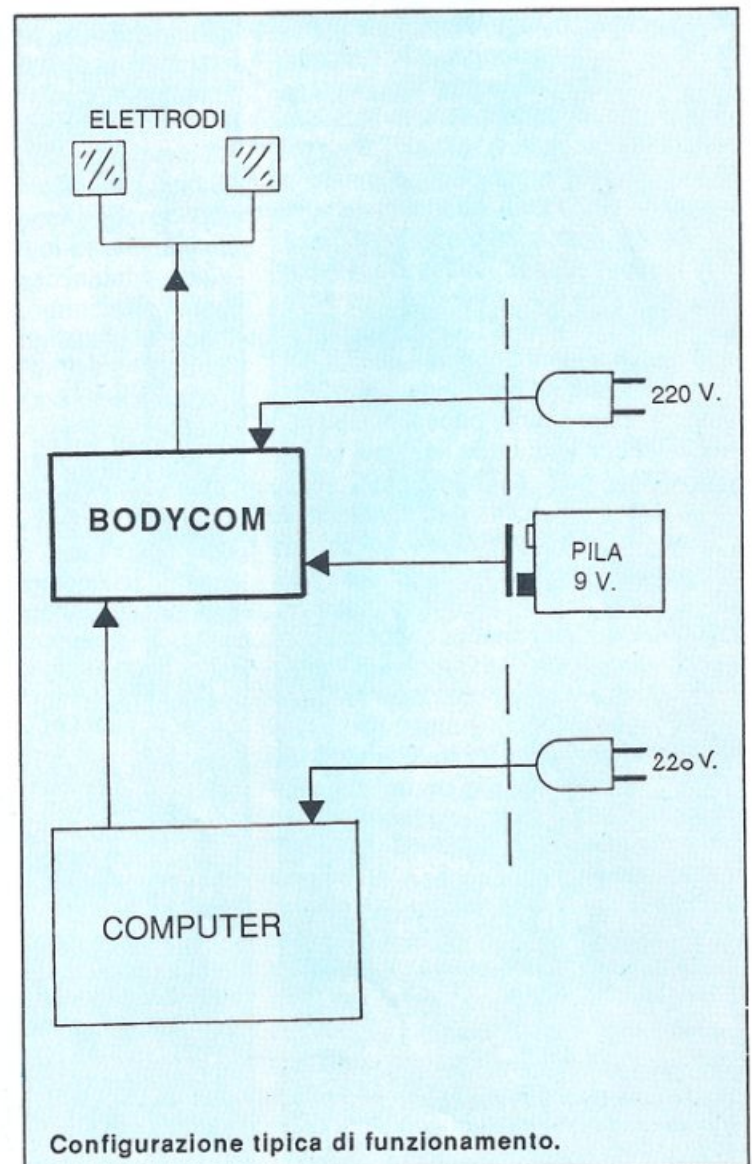 ELETTRODI
220 V.
BODYCOM
PILA
9 V.
22o V.
COMPUTER
Configurazione tipica di funzionamento.